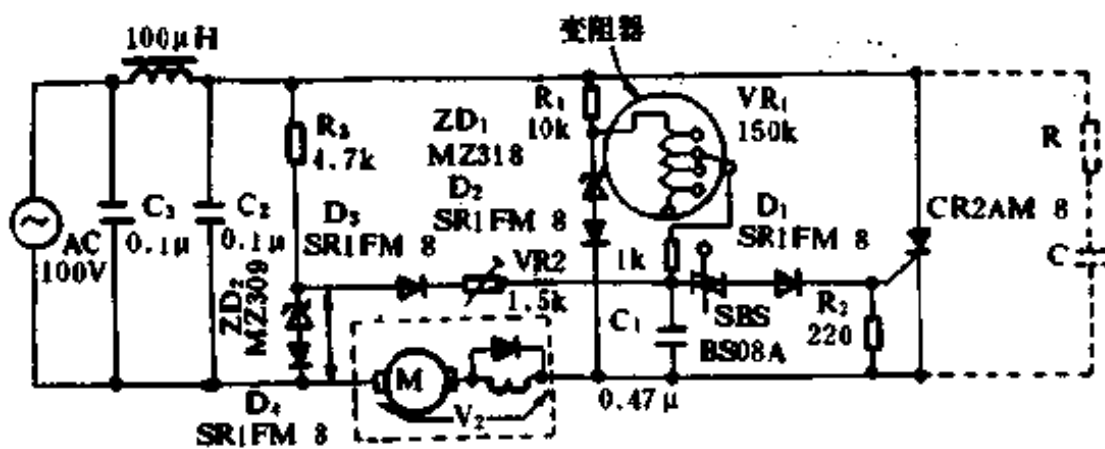 100μH
变阻器
R₁
10k
VR₁
150k
R₃
4.7k
ZD₁
MZ318
D₂
SR1FM 8
D₃
SR1FM 8
D₁
SR1FM 8
CR2AM 8
R
C
AC
100V
C₃
0.1μ
C₂
0.1μ
ZD₂
MZ309
VR2
1.5k
1k
C₁
0.47μ
SBS
BS08A
R₂
220
M
V₂
D₄
SR1FM 8